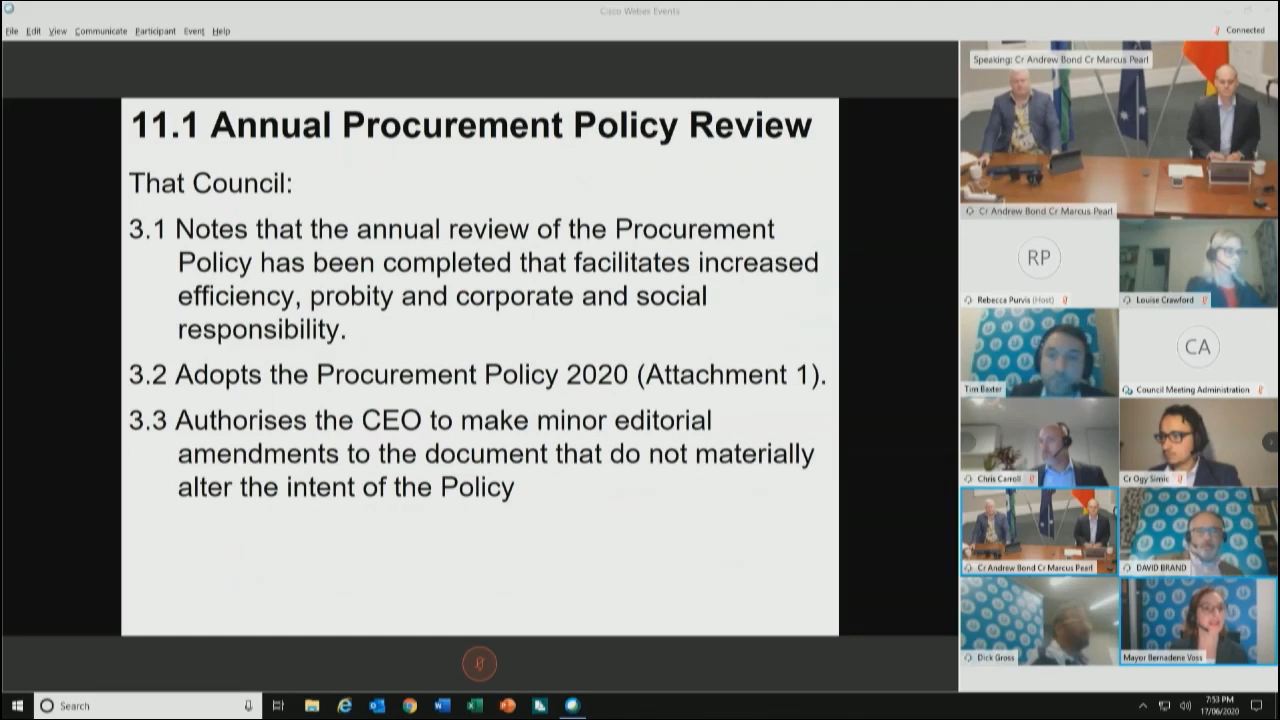 Cisco Webex Events
File Edit View Communicate Participant Event Help
Connected
11.1 Annual Procurement Policy Review
That Council:
3.1 Notes that the annual review of the Procurement
Policy has been completed that facilitates increased
efficiency, probity and corporate and social
responsibility.
3.2 Adopts the Procurement Policy 2020 (Attachment 1).
3.3 Authorises the CEO to make minor editorial
amendments to the document that do not materially
alter the intent of the Policy
Speaking: Cr Andrew Bond Cr Marcus Pearl
Cr Andrew Bond Cr Marcus Pearl
RP
Rebecca Purvis (Host)
Louise Crawford
Tim Baxter
CA
Council Meeting Administration
Chris Carroll
Cr Ogy Simic
Cr Andrew Bond Cr Marcus Pearl
DAVID BRAND
Dick Gross
Mayor Bernadene Voss
Search
7:53 PM
17/06/2020